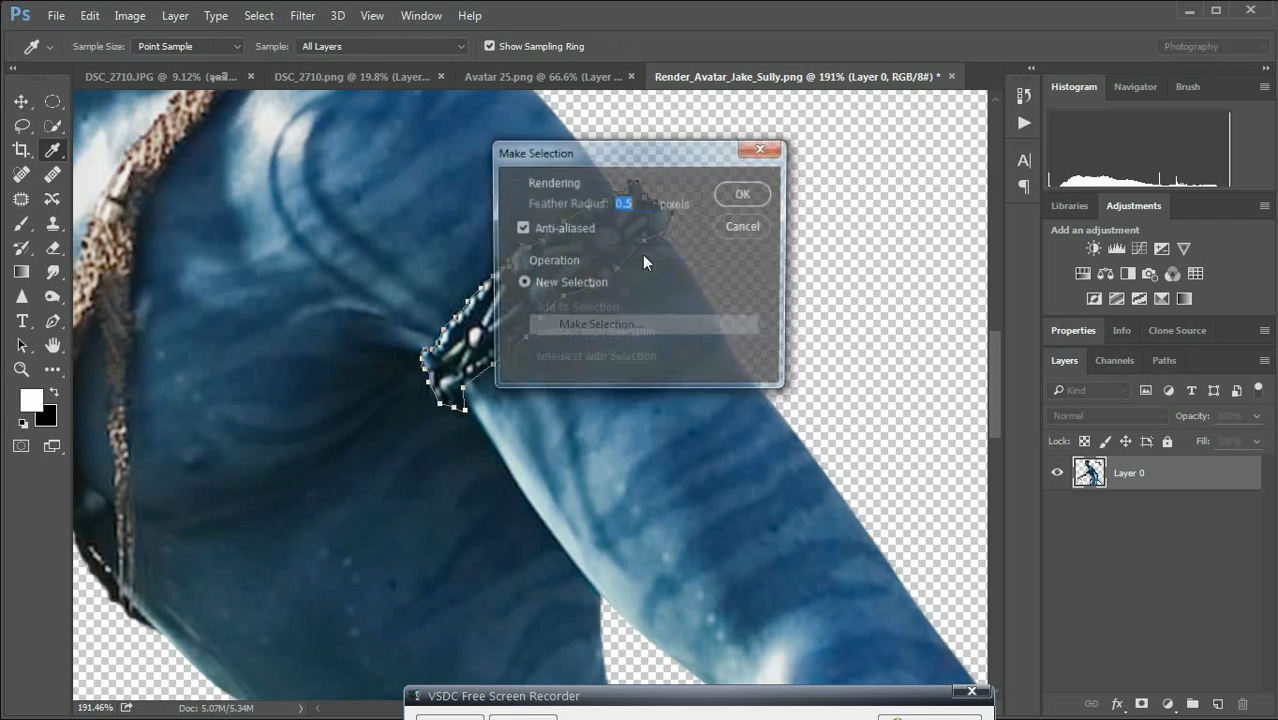 Ps File Edit Image Layer Type Select Filter 3D View Window Help
Sample Size: Point Sample Sample: All Layers Show Sampling Ring Photography
DSC_2710.JPG @ 9.12% DSC_2710.png @ 19.8% (Layer... Avatar 25.png @ 66.6% (Layer ... Render_Avatar_Jake_Sully.png @ 191% (Layer 0, RGB/8#) *
Histogram Navigator Brush
Make Selection
Rendering
Feather Radius: 0.5 pixels
OK
Anti-aliased
Cancel
Operation
New Selection
Add to Selection
Make Selection...
Intersect with Selection
Libraries Adjustments
Add an adjustment
Properties Info Clone Source
Layers Channels Paths
Kind
Normal Opacity: 100%
Lock: Fill: 100%
Layer 0
191.46% Doc: 5.07M/5.34M
VSDC Free Screen Recorder